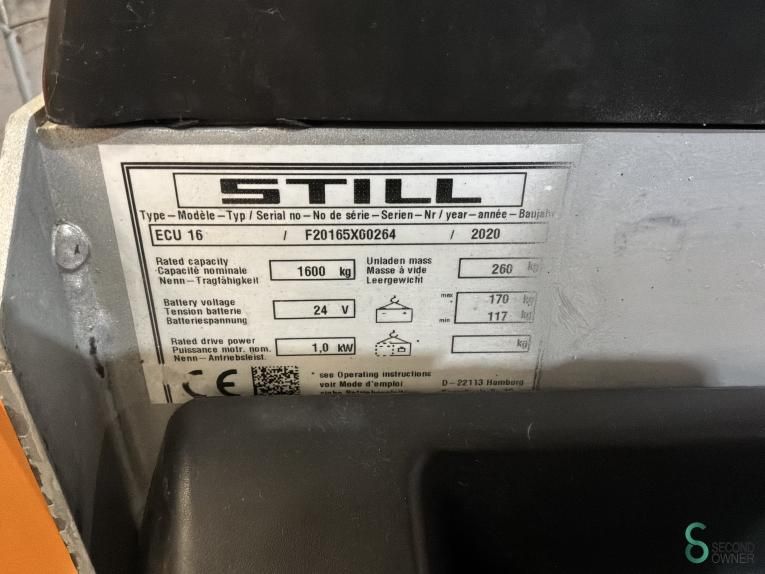 STILL
Type – Modèle – Typ / Serial no – No de série – Serien – Nr / year – année – Baujahr
ECU 16 / F20165X00264 / 2020
Rated capacity
Capacité nominale
Nenn – Tragfähigkeit
1600 kg
Unladen mass
Masse à vide
Leergewicht
260 kg
Battery voltage
Tension batterie
Batteriespannung
24 V
max 170 kg
min 117 kg
Rated drive power
Puissance motr. nom.
Nenn – Antriebsleist.
1,0 kW
kg
CE
* see Operating instructions
voir Mode d'emploi
D – 22113 Hamburg
SECOND
OWNER